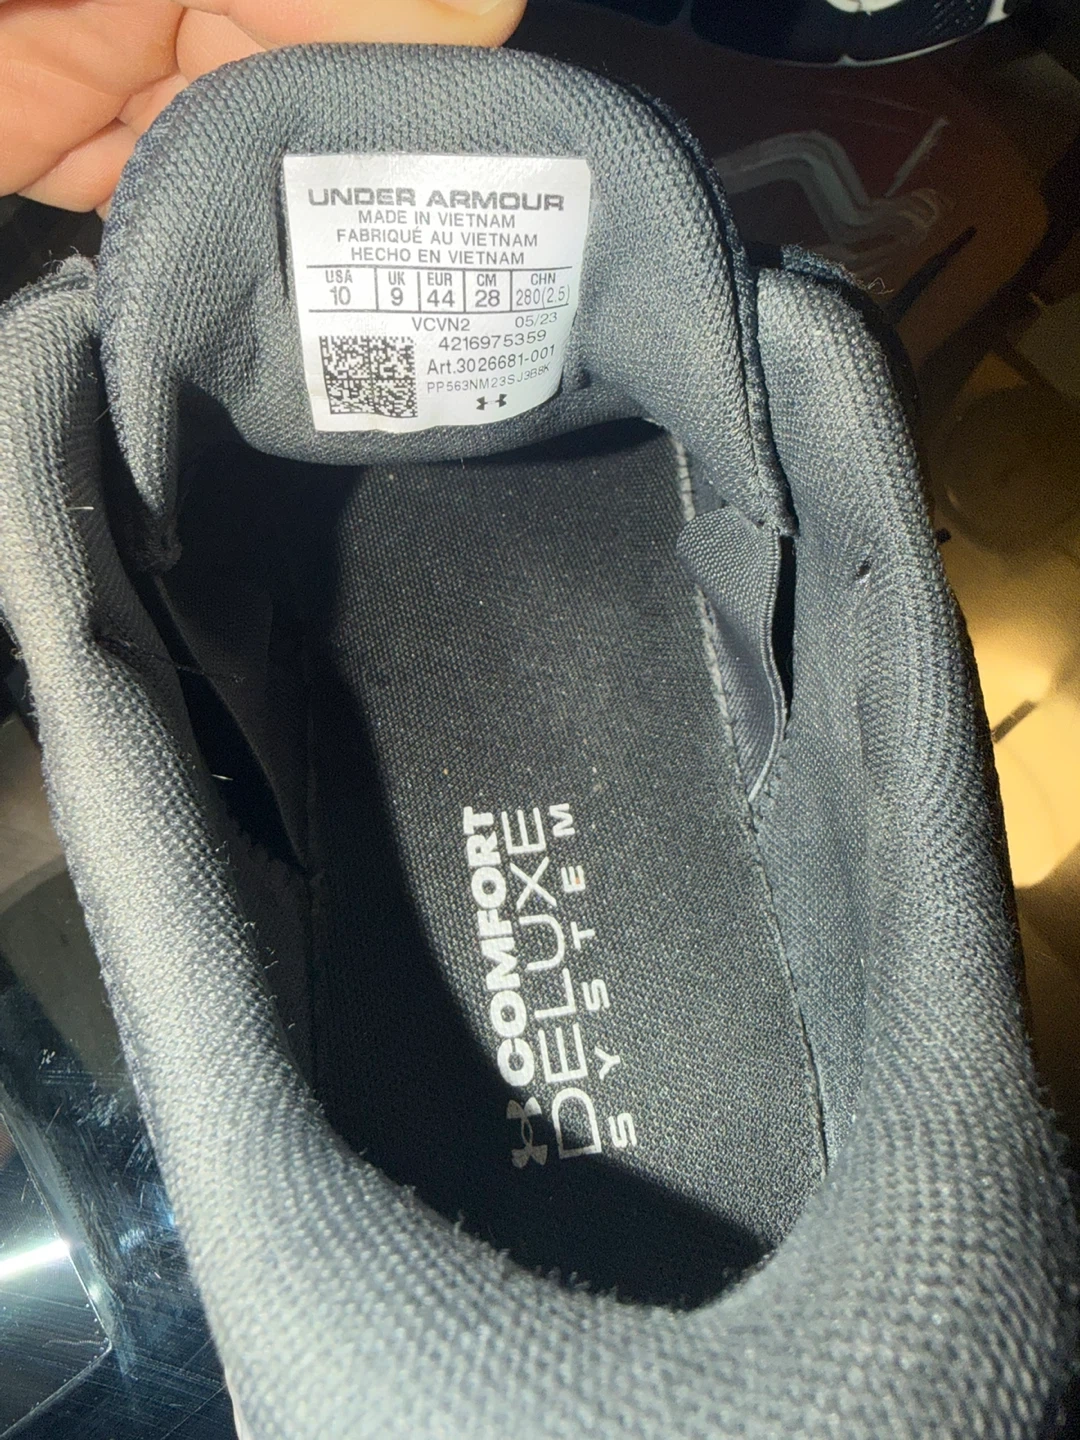 UNDER ARMOUR
MADE IN VIETNAM
FABRIQUÉ AU VIETNAM
HECHO EN VIETNAM
USA UK EUR CM CHN
10 9 44 28 280(2.5)
VCVN2 05/23
4216975359
Art.3026681-001
PP563NM23SJ3B8K
COMFORT
DELUXE
SYSTEM